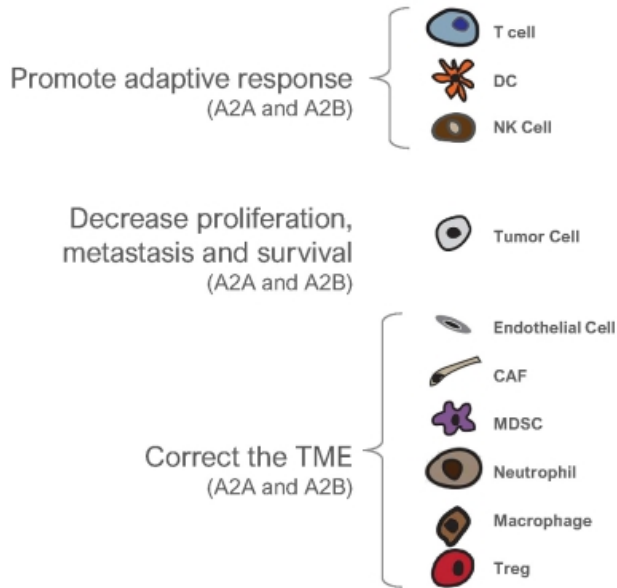 Promote adaptive response
(A2A and A2B)
T cell
DC
NK Cell
Decrease proliferation,
metastasis and survival
(A2A and A2B)
Tumor Cell
Correct the TME
(A2A and A2B)
Endothelial Cell
CAF
MDSC
Neutrophil
Macrophage
Treg